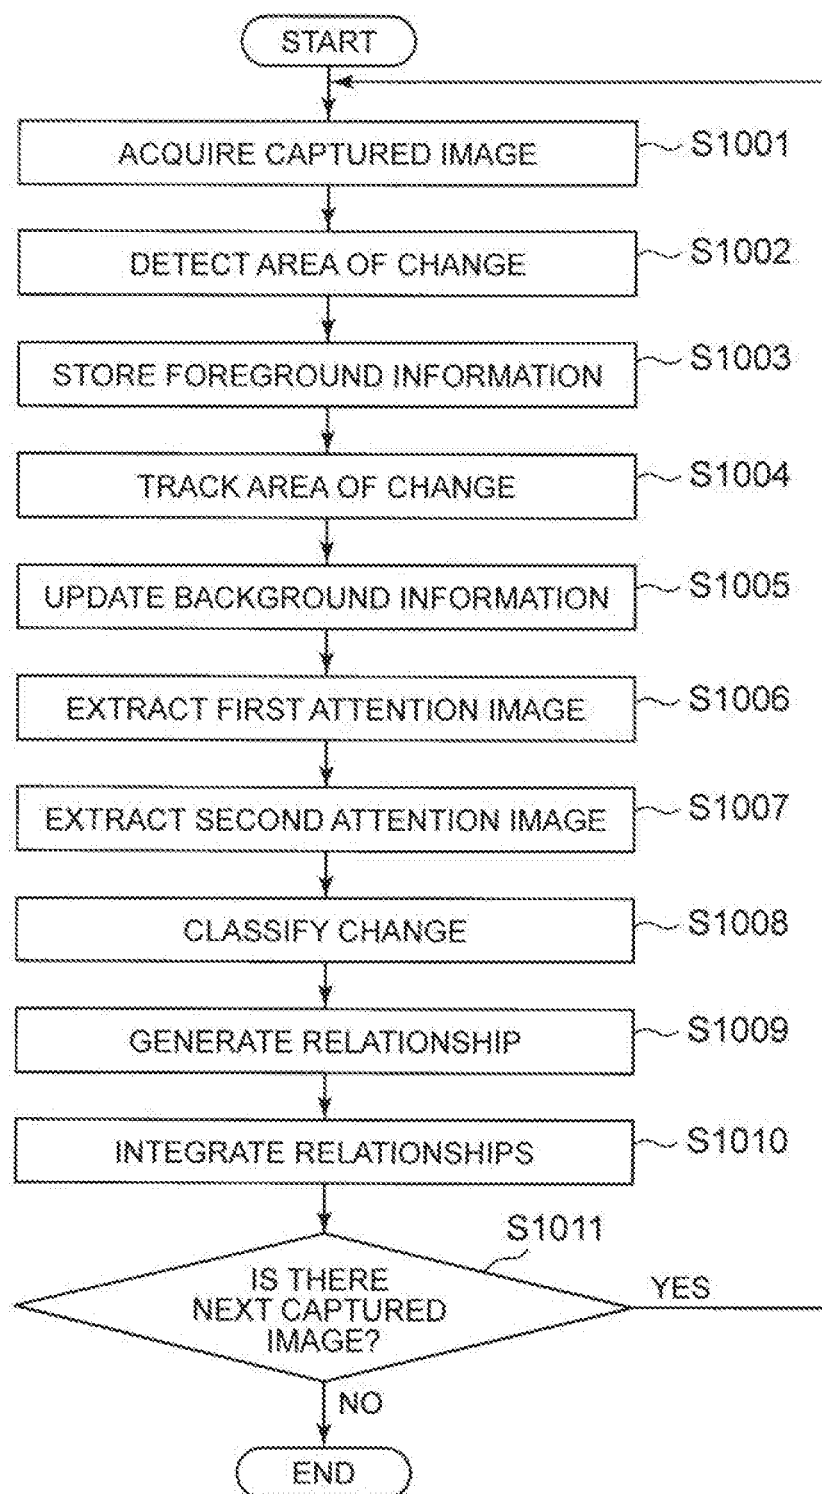 START
ACQUIRE CAPTURED IMAGE
S1001
DETECT AREA OF CHANGE
S1002
STORE FOREGROUND INFORMATION
S1003
TRACK AREA OF CHANGE
S1004
UPDATE BACKGROUND INFORMATION
S1005
EXTRACT FIRST ATTENTION IMAGE
S1006
EXTRACT SECOND ATTENTION IMAGE
S1007
CLASSIFY CHANGE
S1008
GENERATE RELATIONSHIP
S1009
INTEGRATE RELATIONSHIPS
S1010
S1011
IS THERE
NEXT CAPTURED
IMAGE?
YES
NO
END